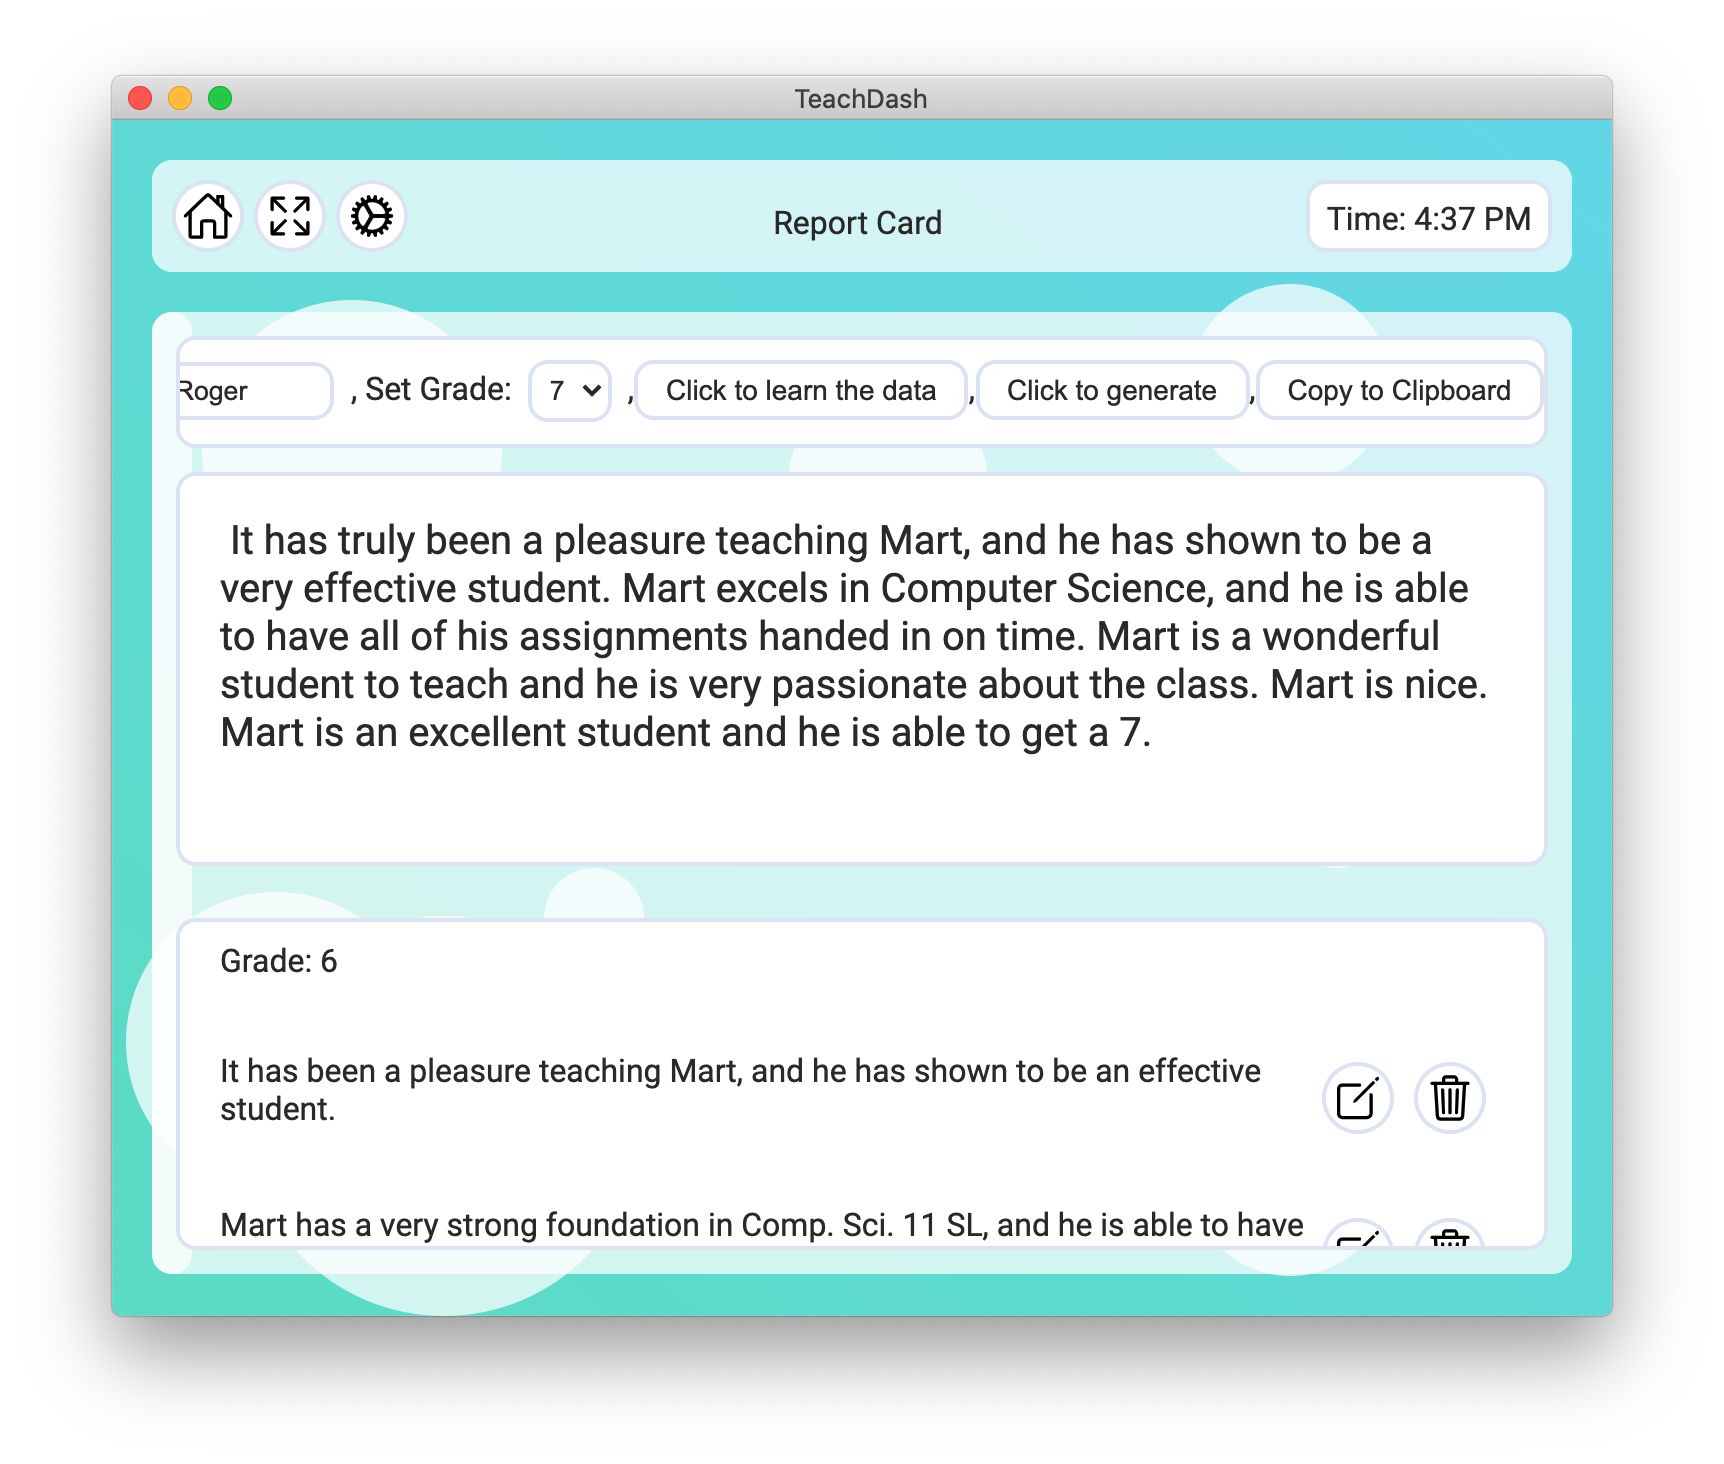 TeachDash
Report Card
Time: 4:37 PM
Roger , Set Grade: 7 , Click to learn the data , Click to generate , Copy to Clipboard
It has truly been a pleasure teaching Mart, and he has shown to be a
very effective student. Mart excels in Computer Science, and he is able
to have all of his assignments handed in on time. Mart is a wonderful
student to teach and he is very passionate about the class. Mart is nice.
Mart is an excellent student and he is able to get a 7.
Grade: 6
It has been a pleasure teaching Mart, and he has shown to be an effective
student.
Mart has a very strong foundation in Comp. Sci. 11 SL, and he is able to have